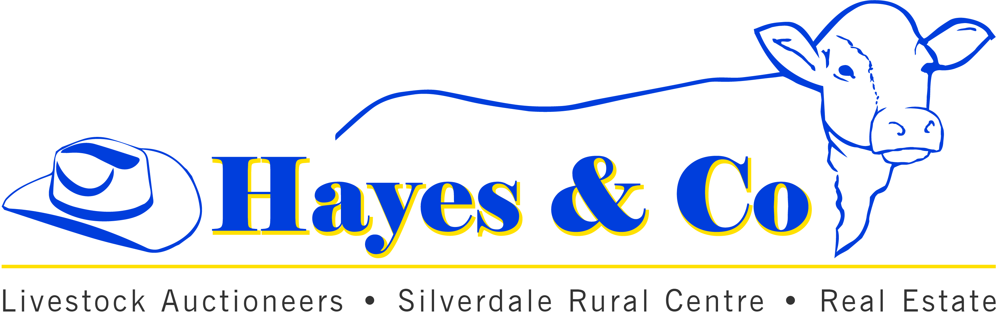 Hayes & Co
Livestock Auctioneers • Silverdale Rural Centre • Real Estate